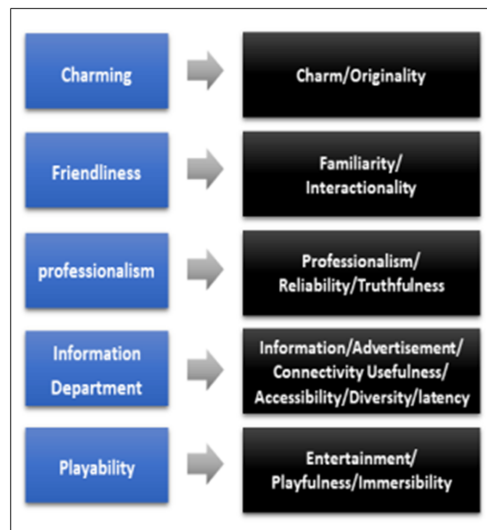 Charming
Charm/Originality
Friendliness
Familiarity/
Interactionality
professionalism
Professionalism/
Reliability/Truthfulness
Information
Department
Information/Advertisement/
Connectivity Usefulness/
Accessibility/Diversity/latency
Playability
Entertainment/
Playfulness/Immersibility